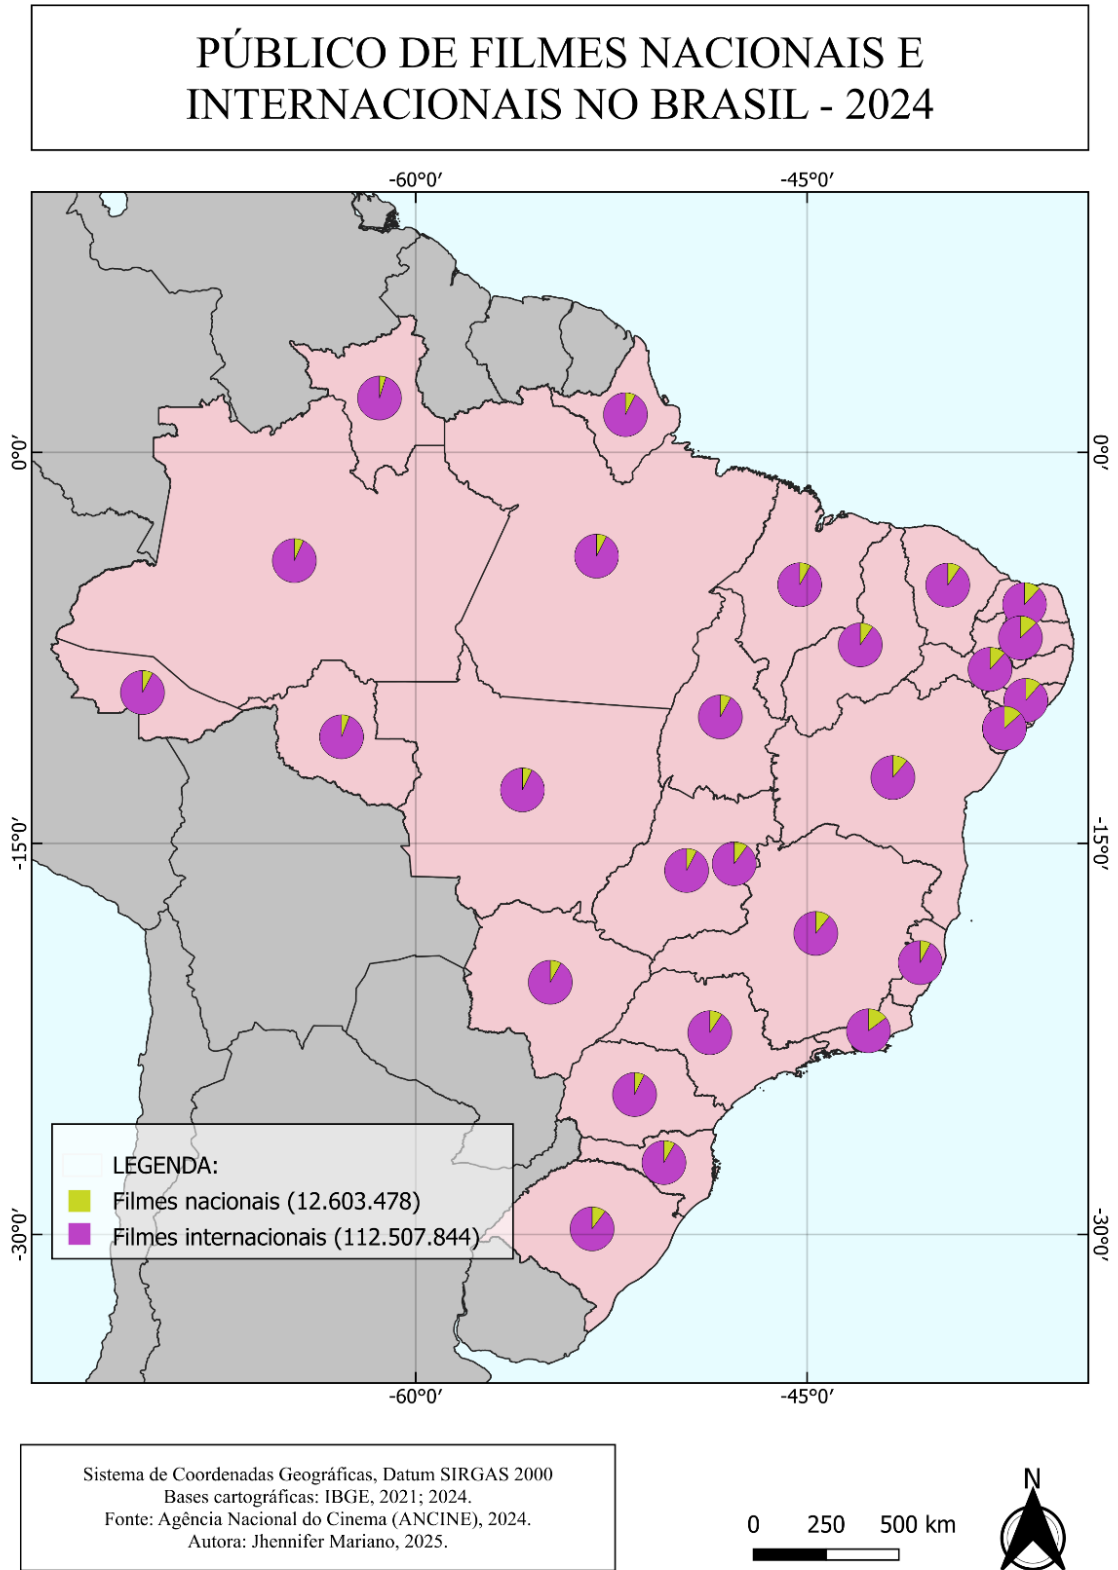 PÚBLICO DE FILMES NACIONAIS E
INTERNACIONAIS NO BRASIL - 2024
-60°0′
-45°0′
0°0′
0°0′
-15°0′
-15°0′
-30°0′
-30°0′
LEGENDA:
Filmes nacionais (12.603.478)
Filmes internacionais (112.507.844)
-60°0′
-45°0′
Sistema de Coordenadas Geográficas, Datum SIRGAS 2000
Bases cartográficas: IBGE, 2021; 2024.
Fonte: Agência Nacional do Cinema (ANCINE), 2024.
Autora: Jhennifer Mariano, 2025.
N
0 250 500 km